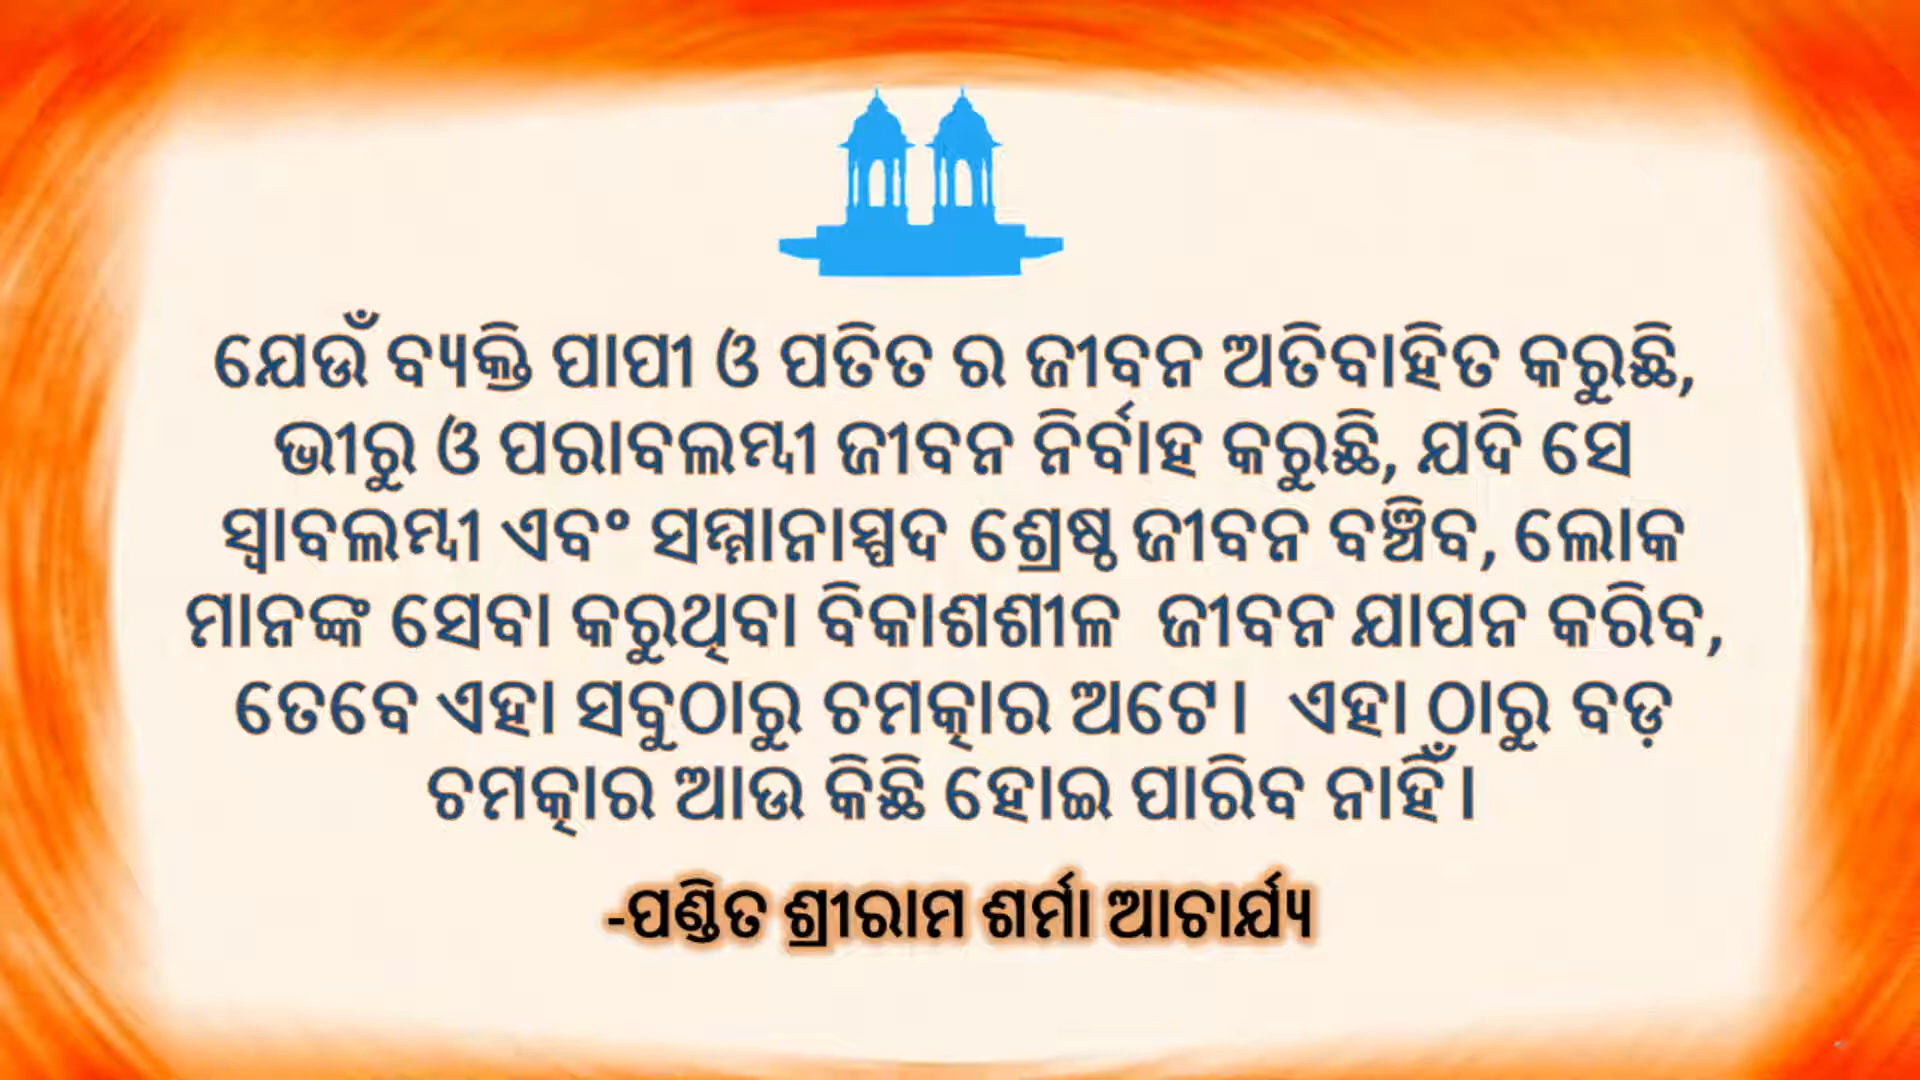 ଯେଉଁ ବ୍ୟକ୍ତି ପାପୀ ଓ ପତିତ ର ଜୀବନ ଅତିବାହିତ କରୁଛି,
ଭୀରୁ ଓ ପରାବଲମ୍ବୀ ଜୀବନ ନିର୍ବାହ କରୁଛି, ଯଦି ସେ
ସ୍ୱାବଲମ୍ବୀ ଏବଂ ସମ୍ମାନାସ୍ପଦ ଶ୍ରେଷ୍ଠ ଜୀବନ ବଞ୍ଚିବ, ଲୋକ
ମାନଙ୍କ ସେବା କରୁଥିବା ବିକାଶଶୀଳ ଜୀବନ ଯାପନ କରିବ,
ତେବେ ଏହା ସବୁଠାରୁ ଚମତ୍କାର ଅଟେ। ଏହା ଠାରୁ ବଡ଼
ଚମତ୍କାର ଆଉ କିଛି ହୋଇ ପାରିବ ନାହିଁ।
-ପଣ୍ଡିତ ଶ୍ରୀରାମ ଶର୍ମା ଆଚାର୍ଯ୍ୟ